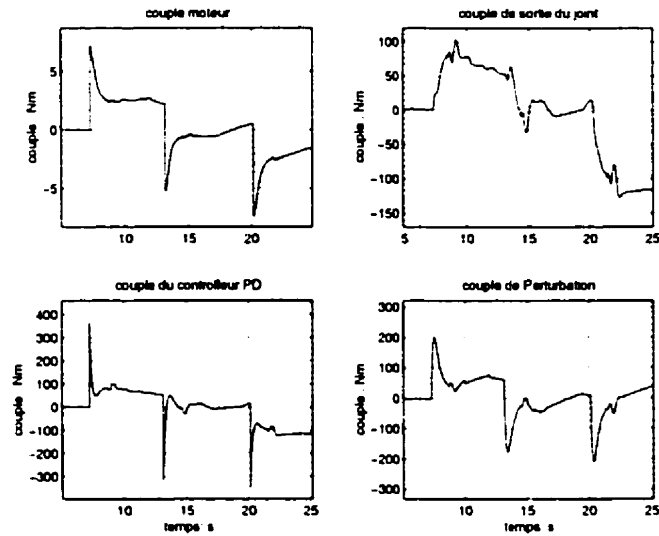 couple moteur
couple de sortie du joint
couple . Nm
5
0
-5
10 15 20 25
couple . Nm
100
50
0
-50
-100
-150
5 10 15 20 25
couple du controlleur PD
couple de Perturbation
couple . Nm
400
300
200
100
0
-100
-200
-300
10 15 20 25
temps: s
couple . Nm
300
200
100
0
-100
-200
-300
10 15 20 25
temps: s